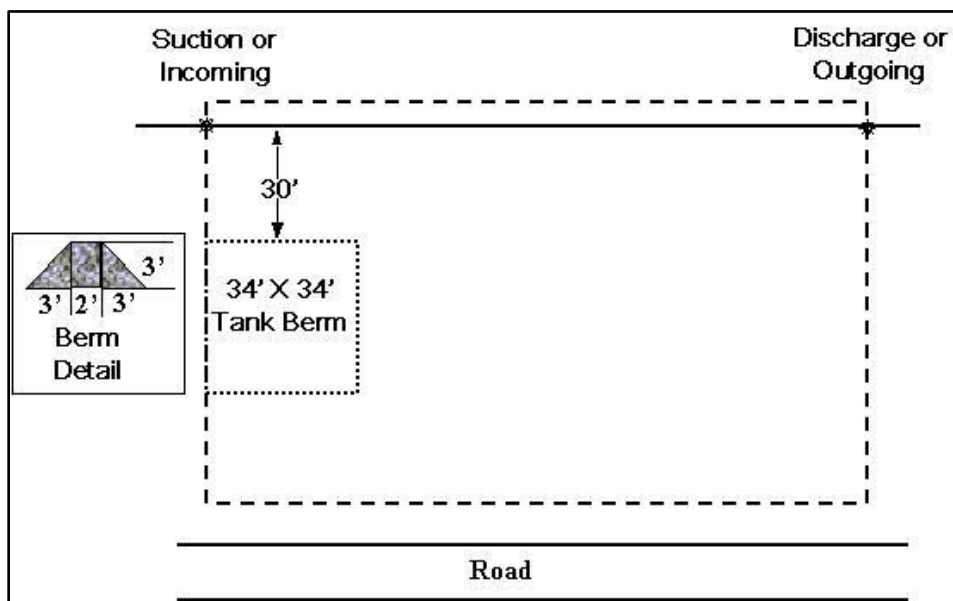 Suction or
Incoming
Discharge or
Outgoing
30'
34' X 34'
Tank Berm
3'
3' 2' 3'
Berm
Detail
Road